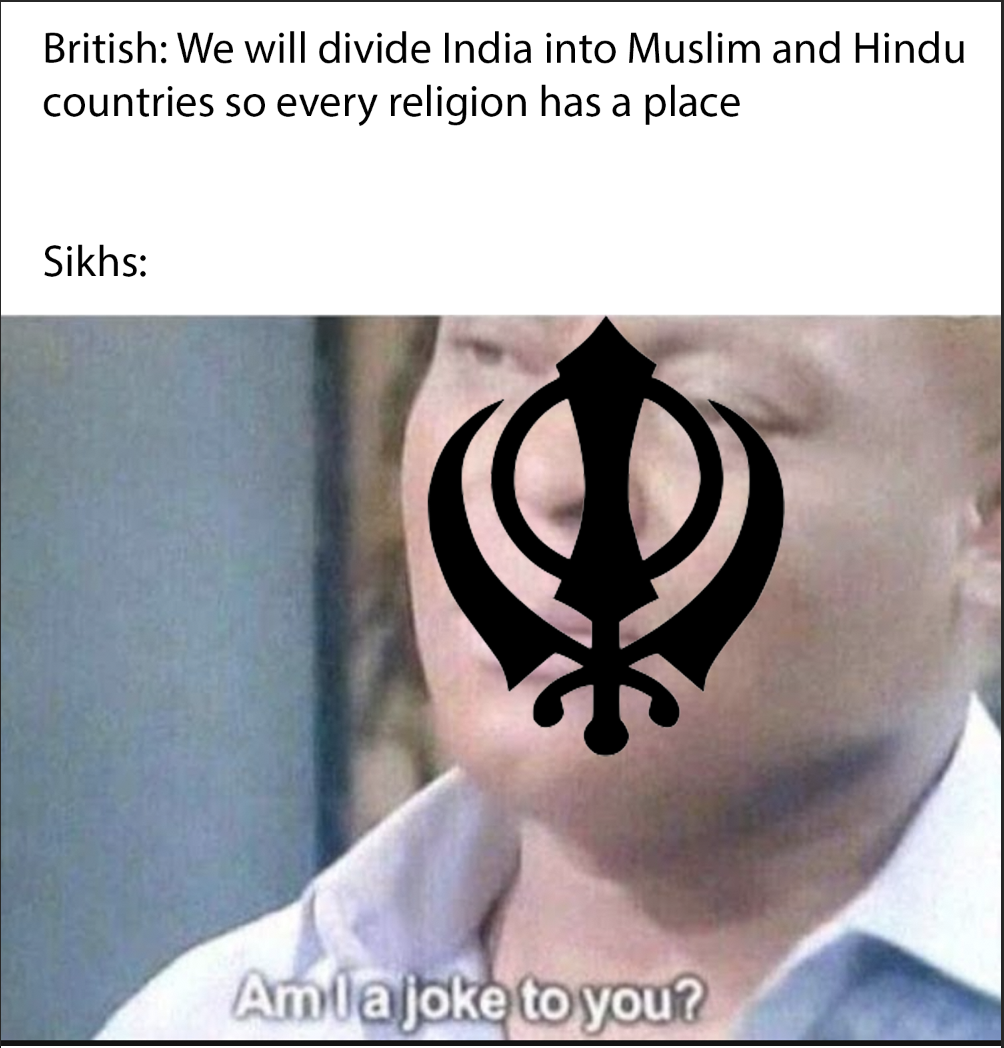 British: We will divide India into Muslim and Hindu
countries so every religion has a place
Sikhs:
Am I a joke to you?